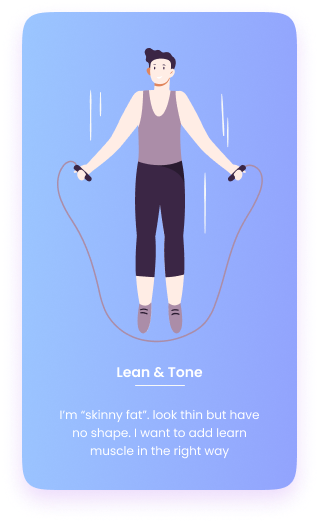 Lean & Tone
I’m “skinny fat”. look thin but have
no shape. I want to add learn
muscle in the right way